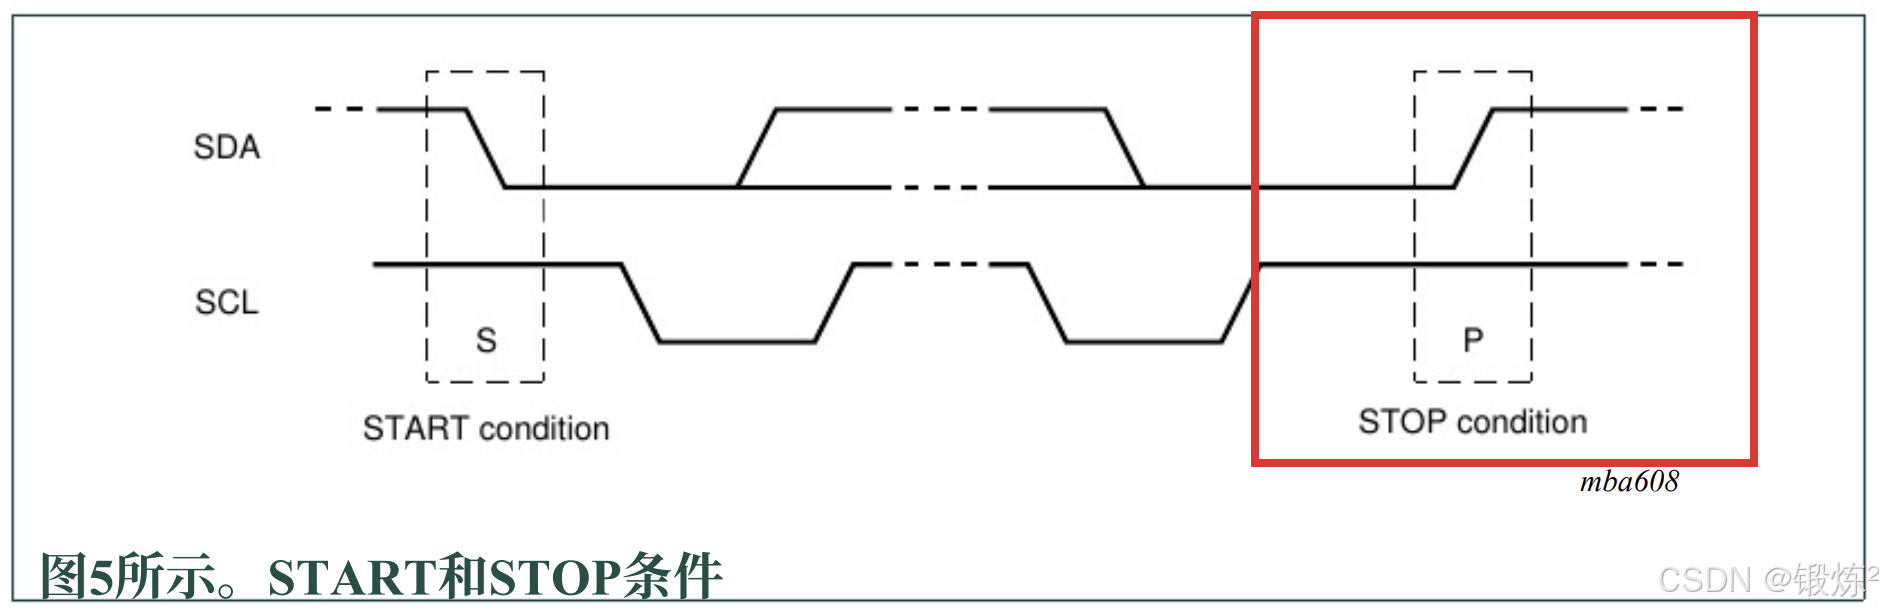 SDA
SCL
S
P
START condition
STOP condition
mba608
图5所示。START和STOP条件
CSDN @锻炼²